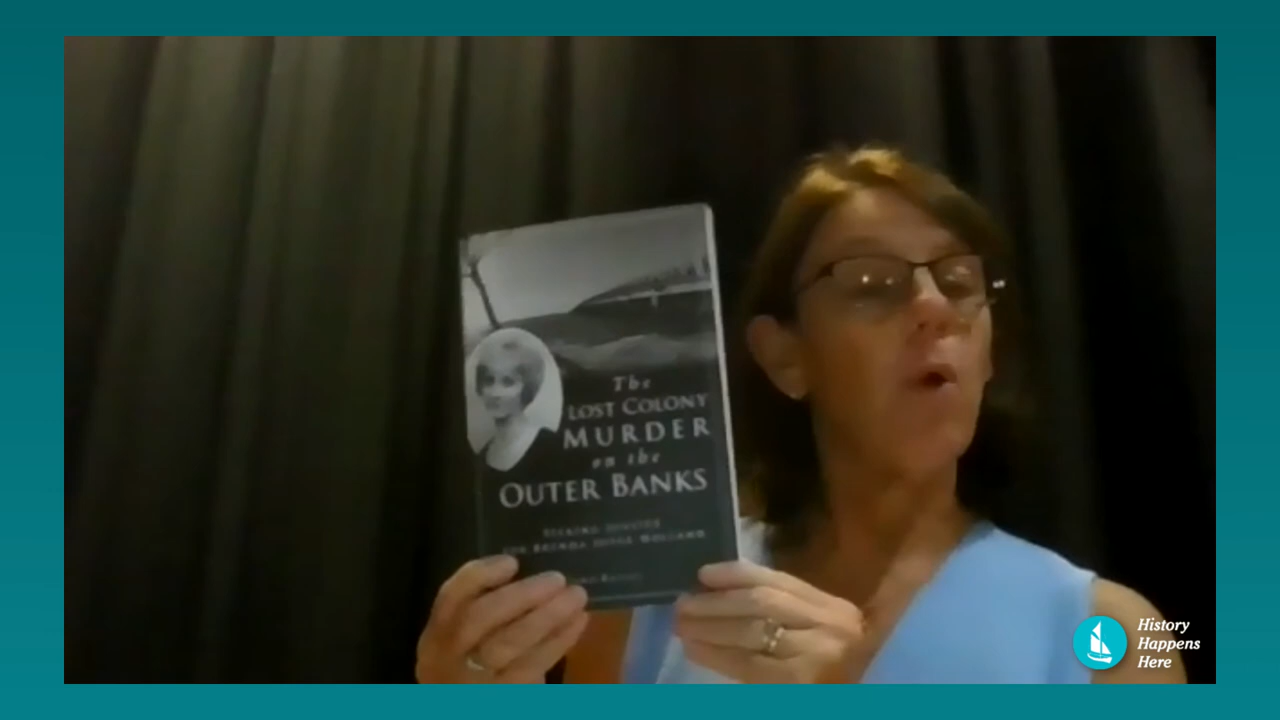 The
LOST COLONY
MURDER
on the
OUTER BANKS
SEEKING JUSTICE
FOR BRENDA JOYCE HOLLAND
History
Happens
Here